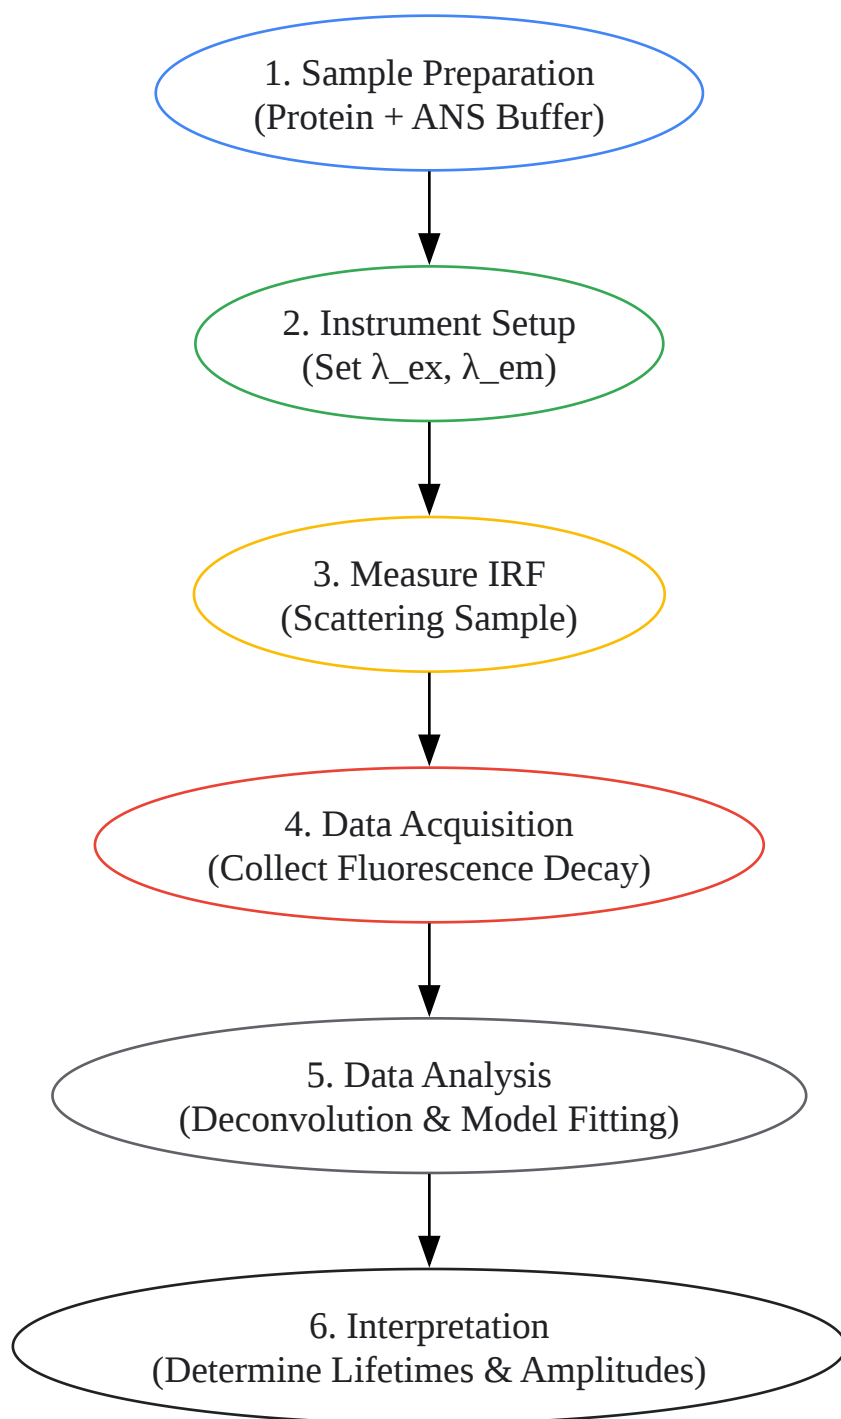 1. Sample Preparation
(Protein + ANS Buffer)
2. Instrument Setup
(Set λ_ex, λ_em)
3. Measure IRF
(Scattering Sample)
4. Data Acquisition
(Collect Fluorescence Decay)
5. Data Analysis
(Deconvolution & Model Fitting)
6. Interpretation
(Determine Lifetimes & Amplitudes)